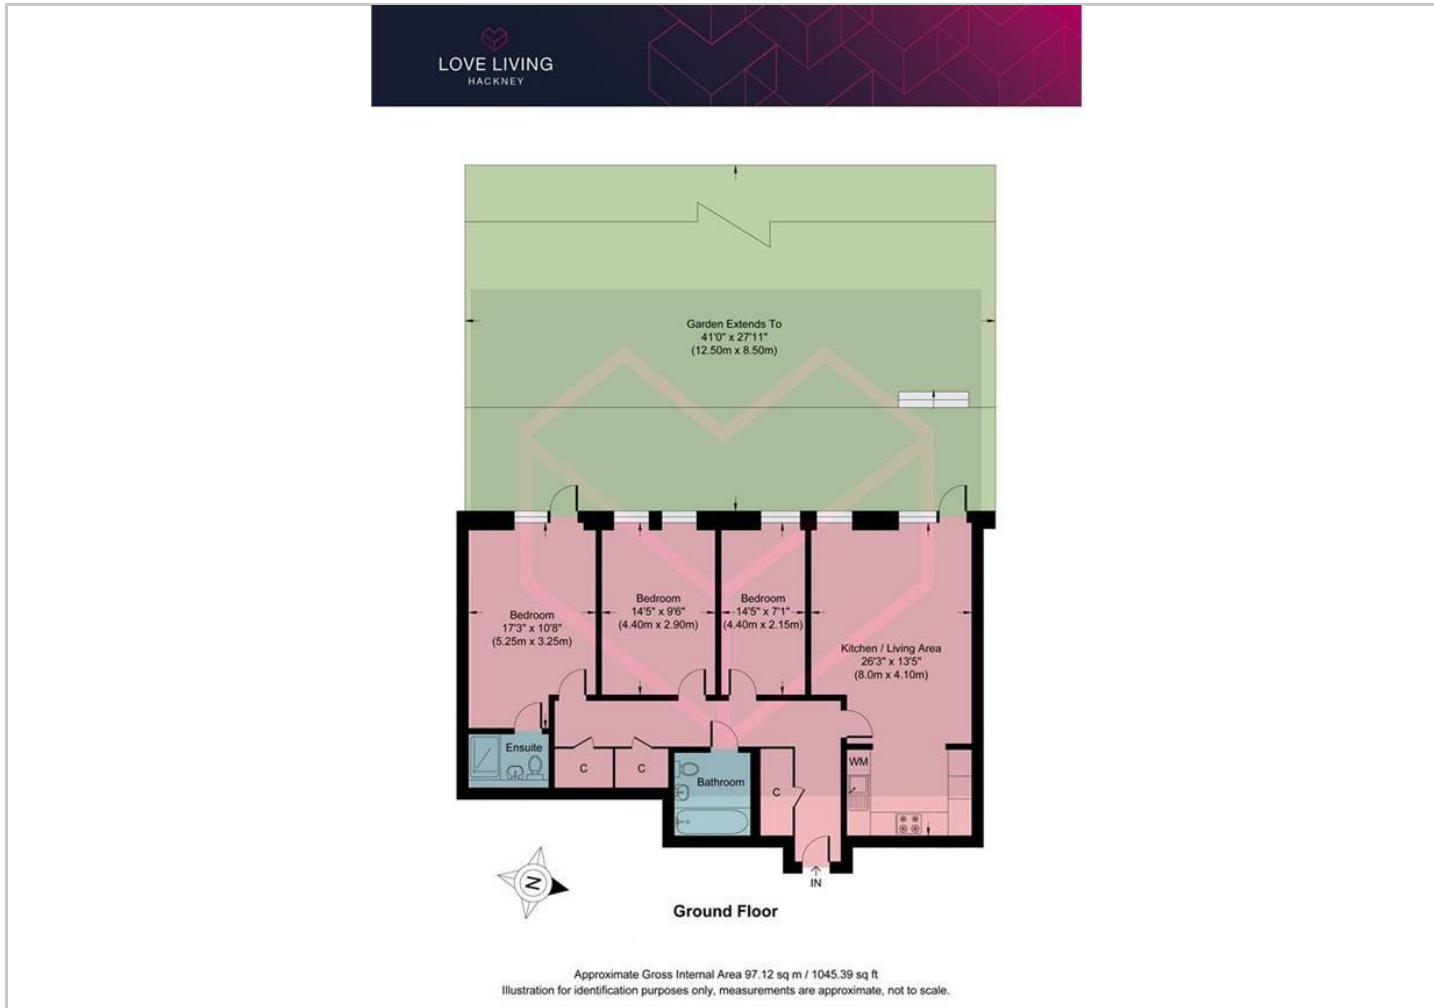 LOVE LIVING
HACKNEY
Garden Extends To
41'0" x 27'11"
(12.50m x 8.50m)
Bedroom
17'3" x 10'8"
(5.25m x 3.25m)
Bedroom
14'5" x 9'6"
(4.40m x 2.90m)
Bedroom
14'5" x 7'1"
(4.40m x 2.15m)
Kitchen / Living Area
26'3" x 13'5"
(8.0m x 4.10m)
Ensuite
C
C
Bathroom
C
WM
IN
N
Ground Floor
Approximate Gross Internal Area 97.12 sq m / 1045.39 sq ft
Illustration for identification purposes only, measurements are approximate, not to scale.